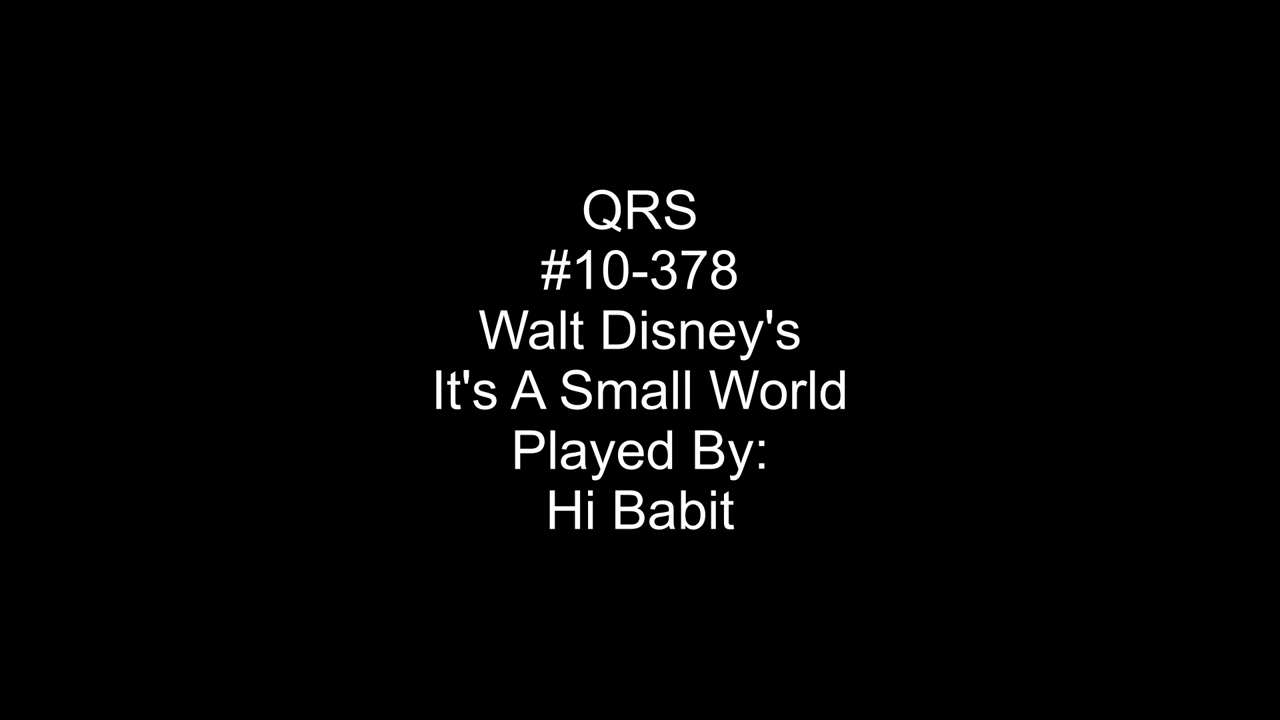 QRS
#10-378
Walt Disney's
It's A Small World
Played By:
Hi Babit